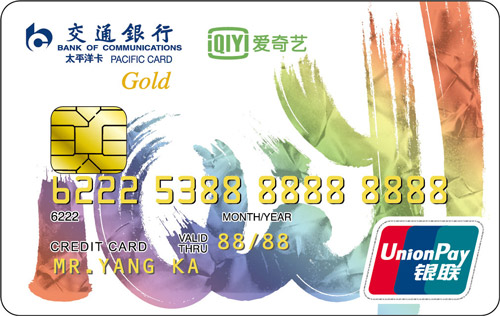 交通銀行
BANK OF COMMUNICATIONS
太平洋卡 PACIFIC CARD
Gold
iQIYI 爱奇艺
6222 5388 8888 8888
6222
MONTH/YEAR
CREDIT CARD VALID THRU 88/88
MR.YANG KA
UnionPay
银联